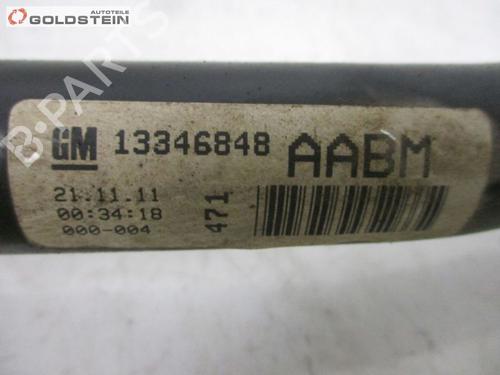 AUTOTEILE
GOLDSTEIN
B-PARTS
GM 13346848 AABM
21.11.11
00:34:18
000-004
471